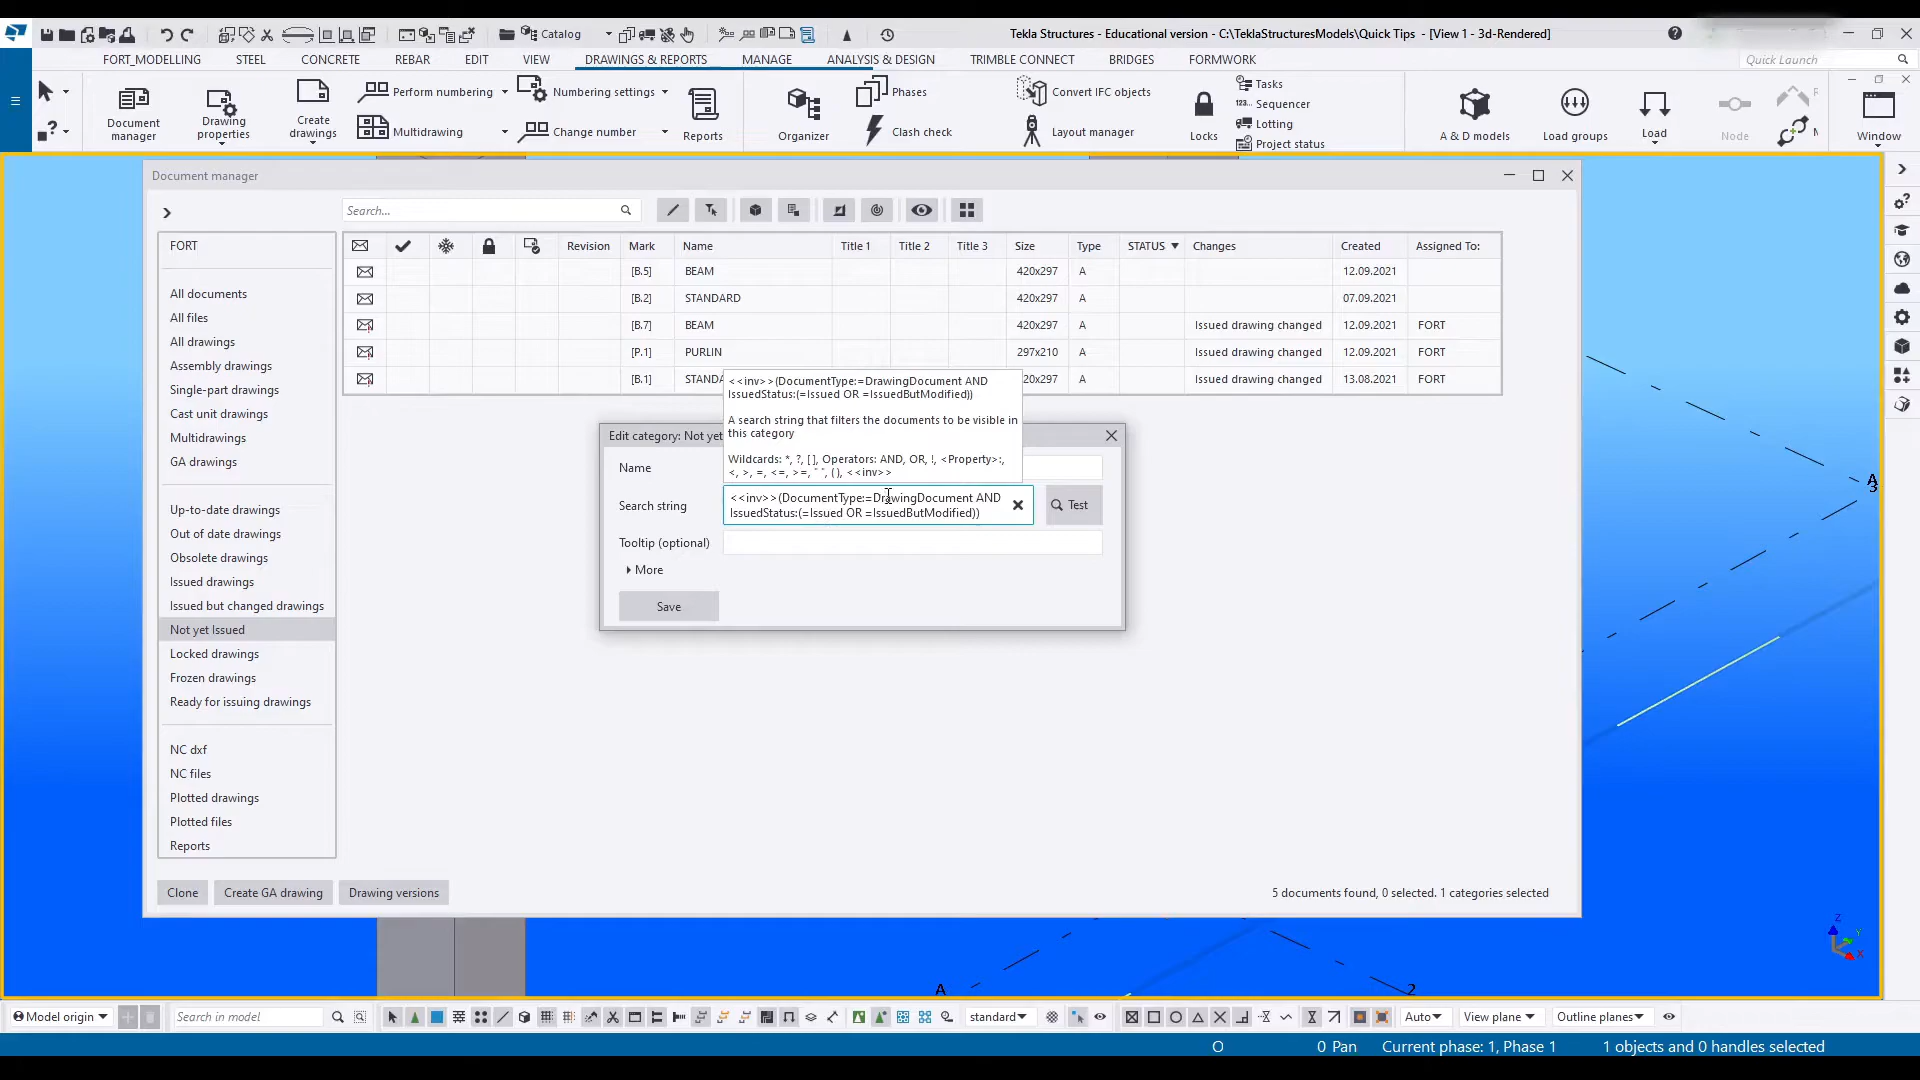 Catalog
Tekla Structures - Educational version - C:\TeklaStructuresModels\Quick Tips - [View 1 - 3d-Rendered]
FORT_MODELLING STEEL CONCRETE REBAR EDIT VIEW DRAWINGS & REPORTS MANAGE ANALYSIS & DESIGN TRIMBLE CONNECT BRIDGES FORMWORK Quick Launch
Document manager
Drawing properties
Create drawings
Perform numbering
Multidrawing
Numbering settings
Change number
Reports
Organizer
Phases
Clash check
Convert IFC objects
Layout manager
Locks
Tasks
123... Sequencer
Lotting
Project status
A & D models
Load groups
Load
Node
Window
Document manager
Search...
FORT
All documents
All files
All drawings
Assembly drawings
Single-part drawings
Cast unit drawings
Multidrawings
GA drawings
Up-to-date drawings
Out of date drawings
Obsolete drawings
Issued drawings
Issued but changed drawings
Not yet Issued
Locked drawings
Frozen drawings
Ready for issuing drawings
NC dxf
NC files
Plotted drawings
Plotted files
Reports
Revision Mark Name Title 1 Title 2 Title 3 Size Type STATUS Changes Created Assigned To:
[B.5] BEAM 420x297 A 12.09.2021
[B.2] STANDARD 420x297 A 07.09.2021
[B.7] BEAM 420x297 A Issued drawing changed 12.09.2021 FORT
[P.1] PURLIN 297x210 A Issued drawing changed 12.09.2021 FORT
[B.1] STANDA 20x297 A Issued drawing changed 13.08.2021 FORT
<<inv>>(DocumentType:=DrawingDocument AND
IssuedStatus:(=Issued OR =IssuedButModified))
A search string that filters the documents to be visible in
this category
Wildcards: *, ?, [ ], Operators: AND, OR, !, <Property>:,
<, >, =, <=, >=, " ", ( ), <<inv>>
Edit category: Not yet
Name
Search string
<<inv>>(DocumentType:=DrawingDocument AND
IssuedStatus:(=Issued OR =IssuedButModified))
Test
Tooltip (optional)
More
Save
Clone Create GA drawing Drawing versions
5 documents found, 0 selected. 1 categories selected
A
3
A
2
Z
Y
X
Model origin Search in model standard Auto View plane Outline planes
O 0 Pan Current phase: 1, Phase 1 1 objects and 0 handles selected